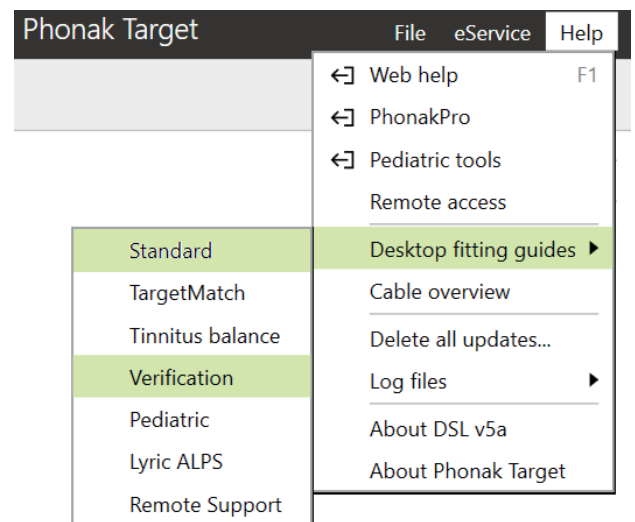 Phonak Target File eService Help
Web help F1
PhonakPro
Pediatric tools
Remote access
Desktop fitting guides
Cable overview
Delete all updates...
Log files
About DSL v5a
About Phonak Target
Standard
TargetMatch
Tinnitus balance
Verification
Pediatric
Lyric ALPS
Remote Support